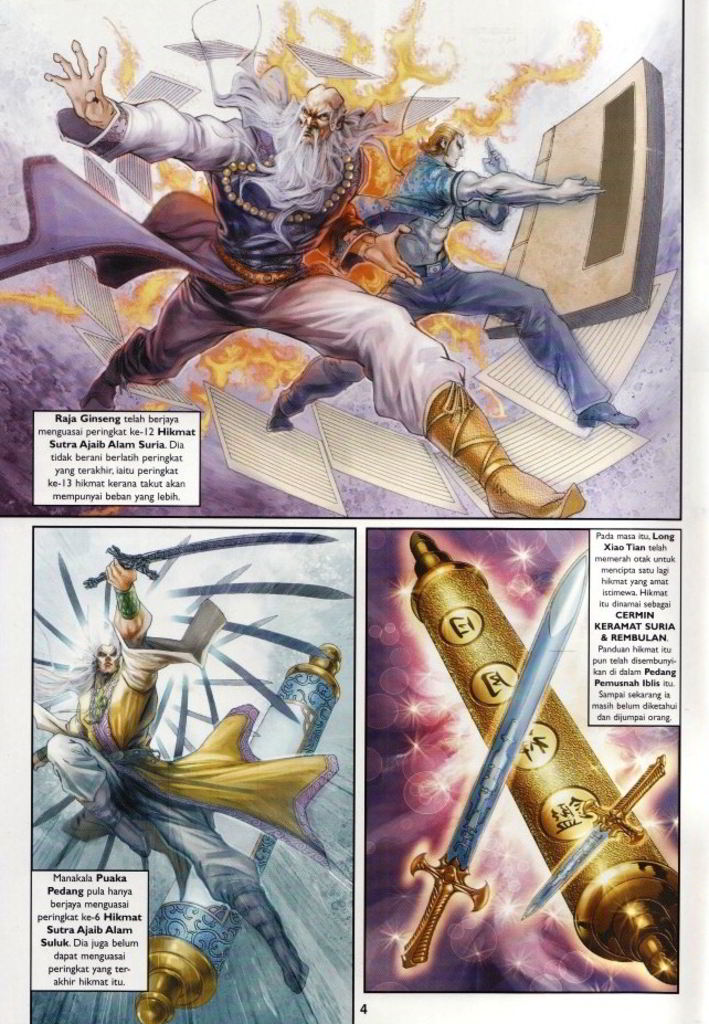 Raja Ginseng telah berjaya
menguasai peringkat ke-12 Hikmat
Sutra Ajaib Alam Suria. Dia
tidak berani berlatih peringkat
yang terakhir, iaitu peringkat
ke-13 hikmat kerana takut akan
mempunyai beban yang lebih.
Manakala Puaka
Pedang pula hanya
berjaya menguasai
peringkat ke-6 Hikmat
Sutra Ajaib Alam
Suluk. Dia juga belum
dapat menguasai
peringkat yang ter-
akhir hikmat itu.
Pada masa itu, Long
Xiao Tian telah
memerah otak untuk
mencipta satu lagi
hikmat yang amat
istimewa. Hikmat
itu dinamai sebagai
CERMIN
KERAMAT SURIA
& REMBULAN.
Panduan hikmat itu
pun telah disembunyi-
kan di dalam Pedang
Pemusnah Iblis itu.
Sampai sekarang ia
masih belum diketahui
dan dijumpai orang.
日
月
4